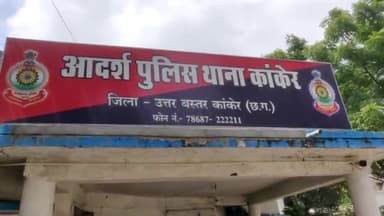 आदर्श पुलिस थाना कांकेर
जिला - उत्तर बस्तर कांकेर (छ.ग.)
फोन नं.- 78687- 222211